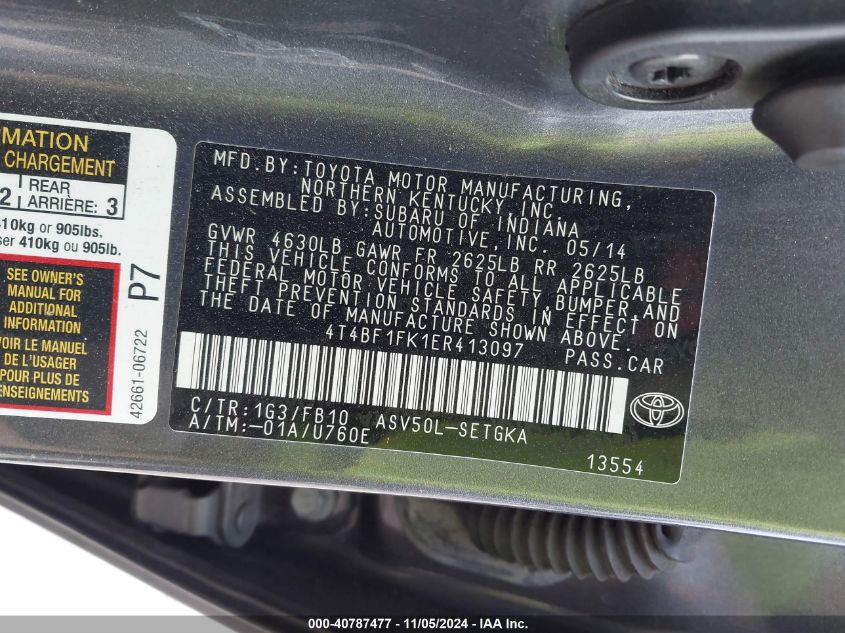 MATION
CHARGEMENT
2 REAR
ARRIÈRE: 3
410kg or 905lbs.
ser 410kg ou 905lb.
SEE OWNER'S
MANUAL FOR
ADDITIONAL
INFORMATION
VOIR LE MANUEL
DE L'USAGER
POUR PLUS DE
ENSEIGNEMENTS
P7
42661-06722
MFD.BY:TOYOTA MOTOR MANUFACTURING,
NORTHERN KENTUCKY,INC.
ASSEMBLED BY:SUBARU OF INDIANA
AUTOMOTIVE,INC. 05/14
GVWR 4630LB GAWR FR 2625LB RR 2625LB
THIS VEHICLE CONFORMS TO ALL APPLICABLE
FEDERAL MOTOR VEHICLE SAFETY,BUMPER,AND
THEFT PREVENTION STANDARDS IN EFFECT ON
THE DATE OF MANUFACTURE SHOWN ABOVE.
4T4BF1FK1ER413097 PASS.CAR
C/TR:1G3/FB10 ASV50L-SETGKA
A/TM:-01A/U760E
13554
000-40787477 - 11/05/2024 - IAA Inc.